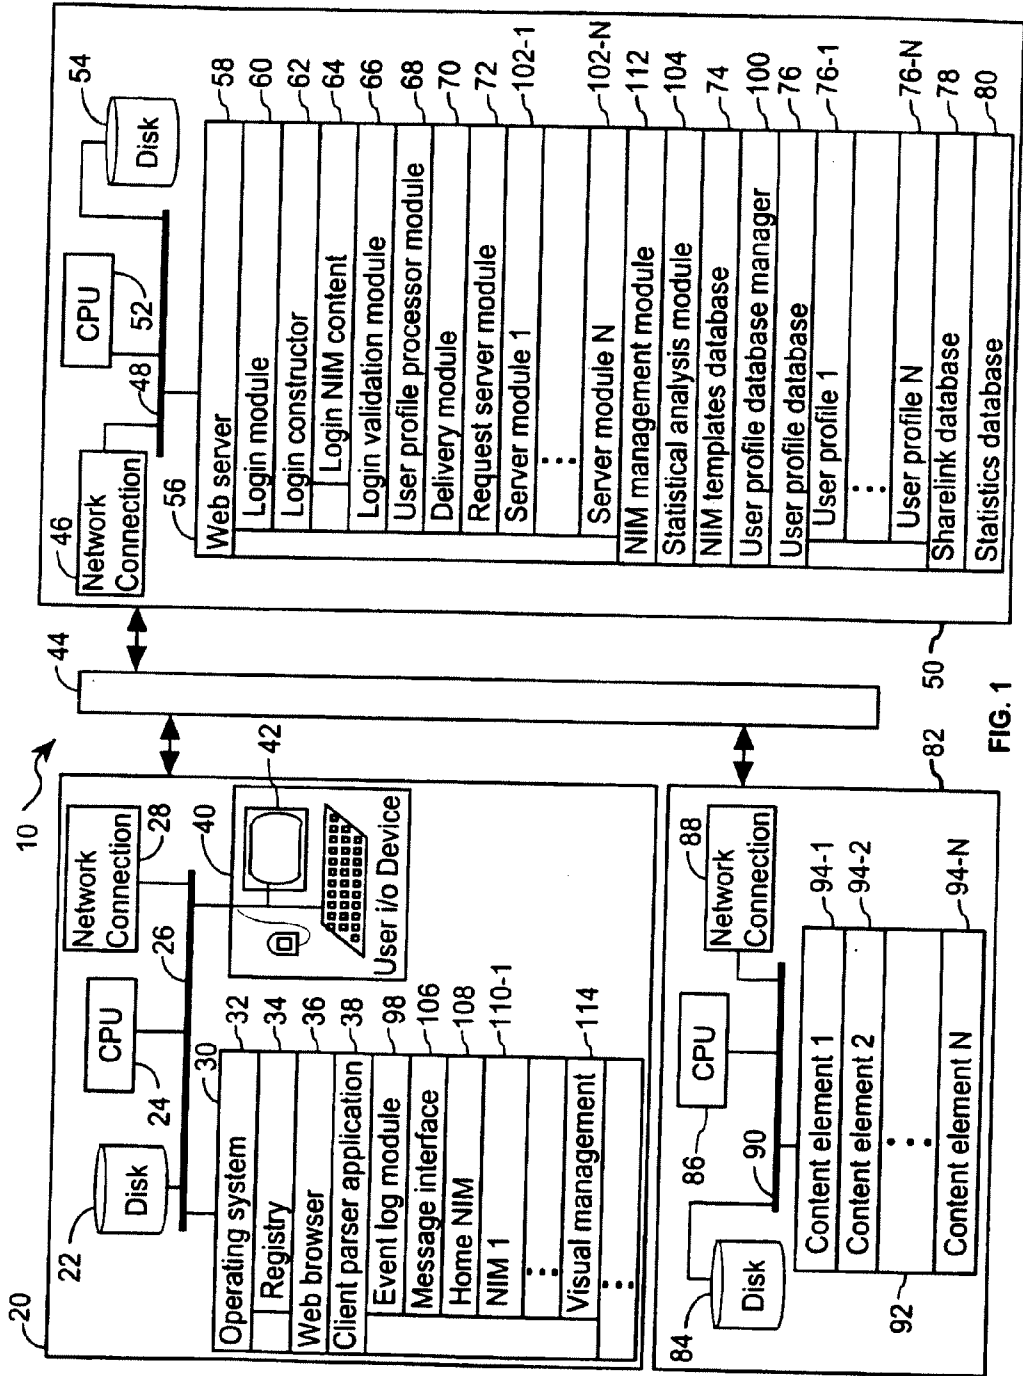 10
20
22
Disk
24
CPU
26
Network
Connection
28
30
Operating system
32
Registry
34
Web browser
36
Client parser application
38
Event log module
98
Message interface
106
Home NIM
108
NIM 1
110-1
Visual management
114
40
42
User i/o Device
44
46
Network
Connection
48
CPU
52
54
Disk
56
Web server
58
Login module
60
Login constructor
62
Login NIM content
64
Login validation module
66
User profile processor module
68
Delivery module
70
Request server module
72
Server module 1
102-1
Server module N
102-N
NIM management module
112
Statistical analysis module
104
NIM templates database
74
User profile database manager
100
User profile database
76
User profile 1
76-1
User profile N
76-N
Sharelink database
78
Statistics database
80
50
82
84
Disk
86
CPU
88
Network
Connection
90
92
Content element 1
94-1
Content element 2
94-2
Content element N
94-N
FIG. 1